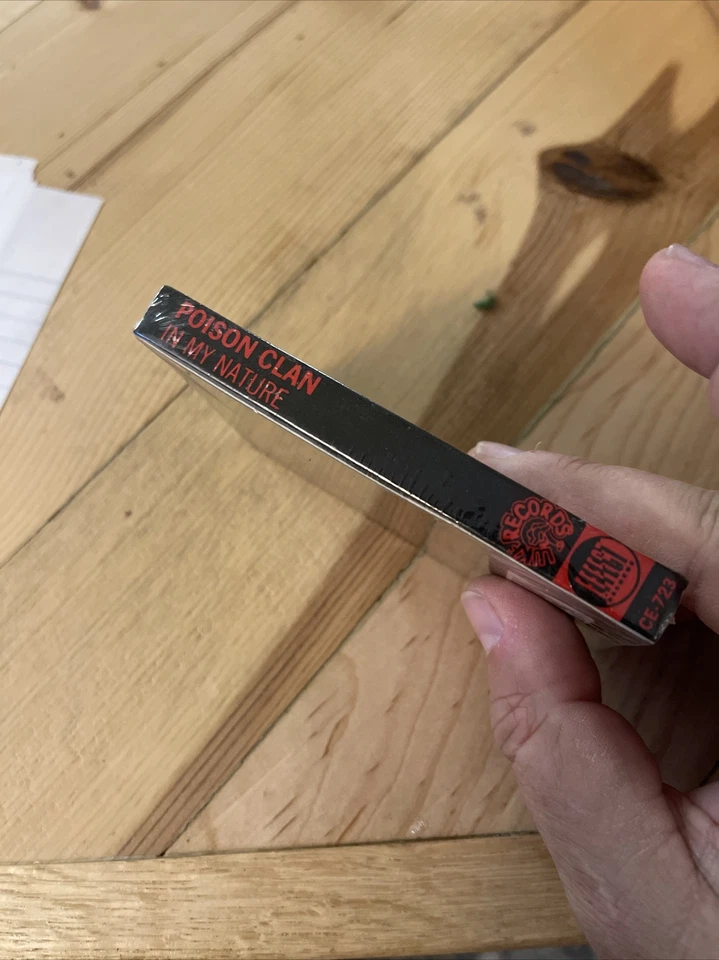 POISON CLAN
IN MY NATURE
RECORDS
CE-723